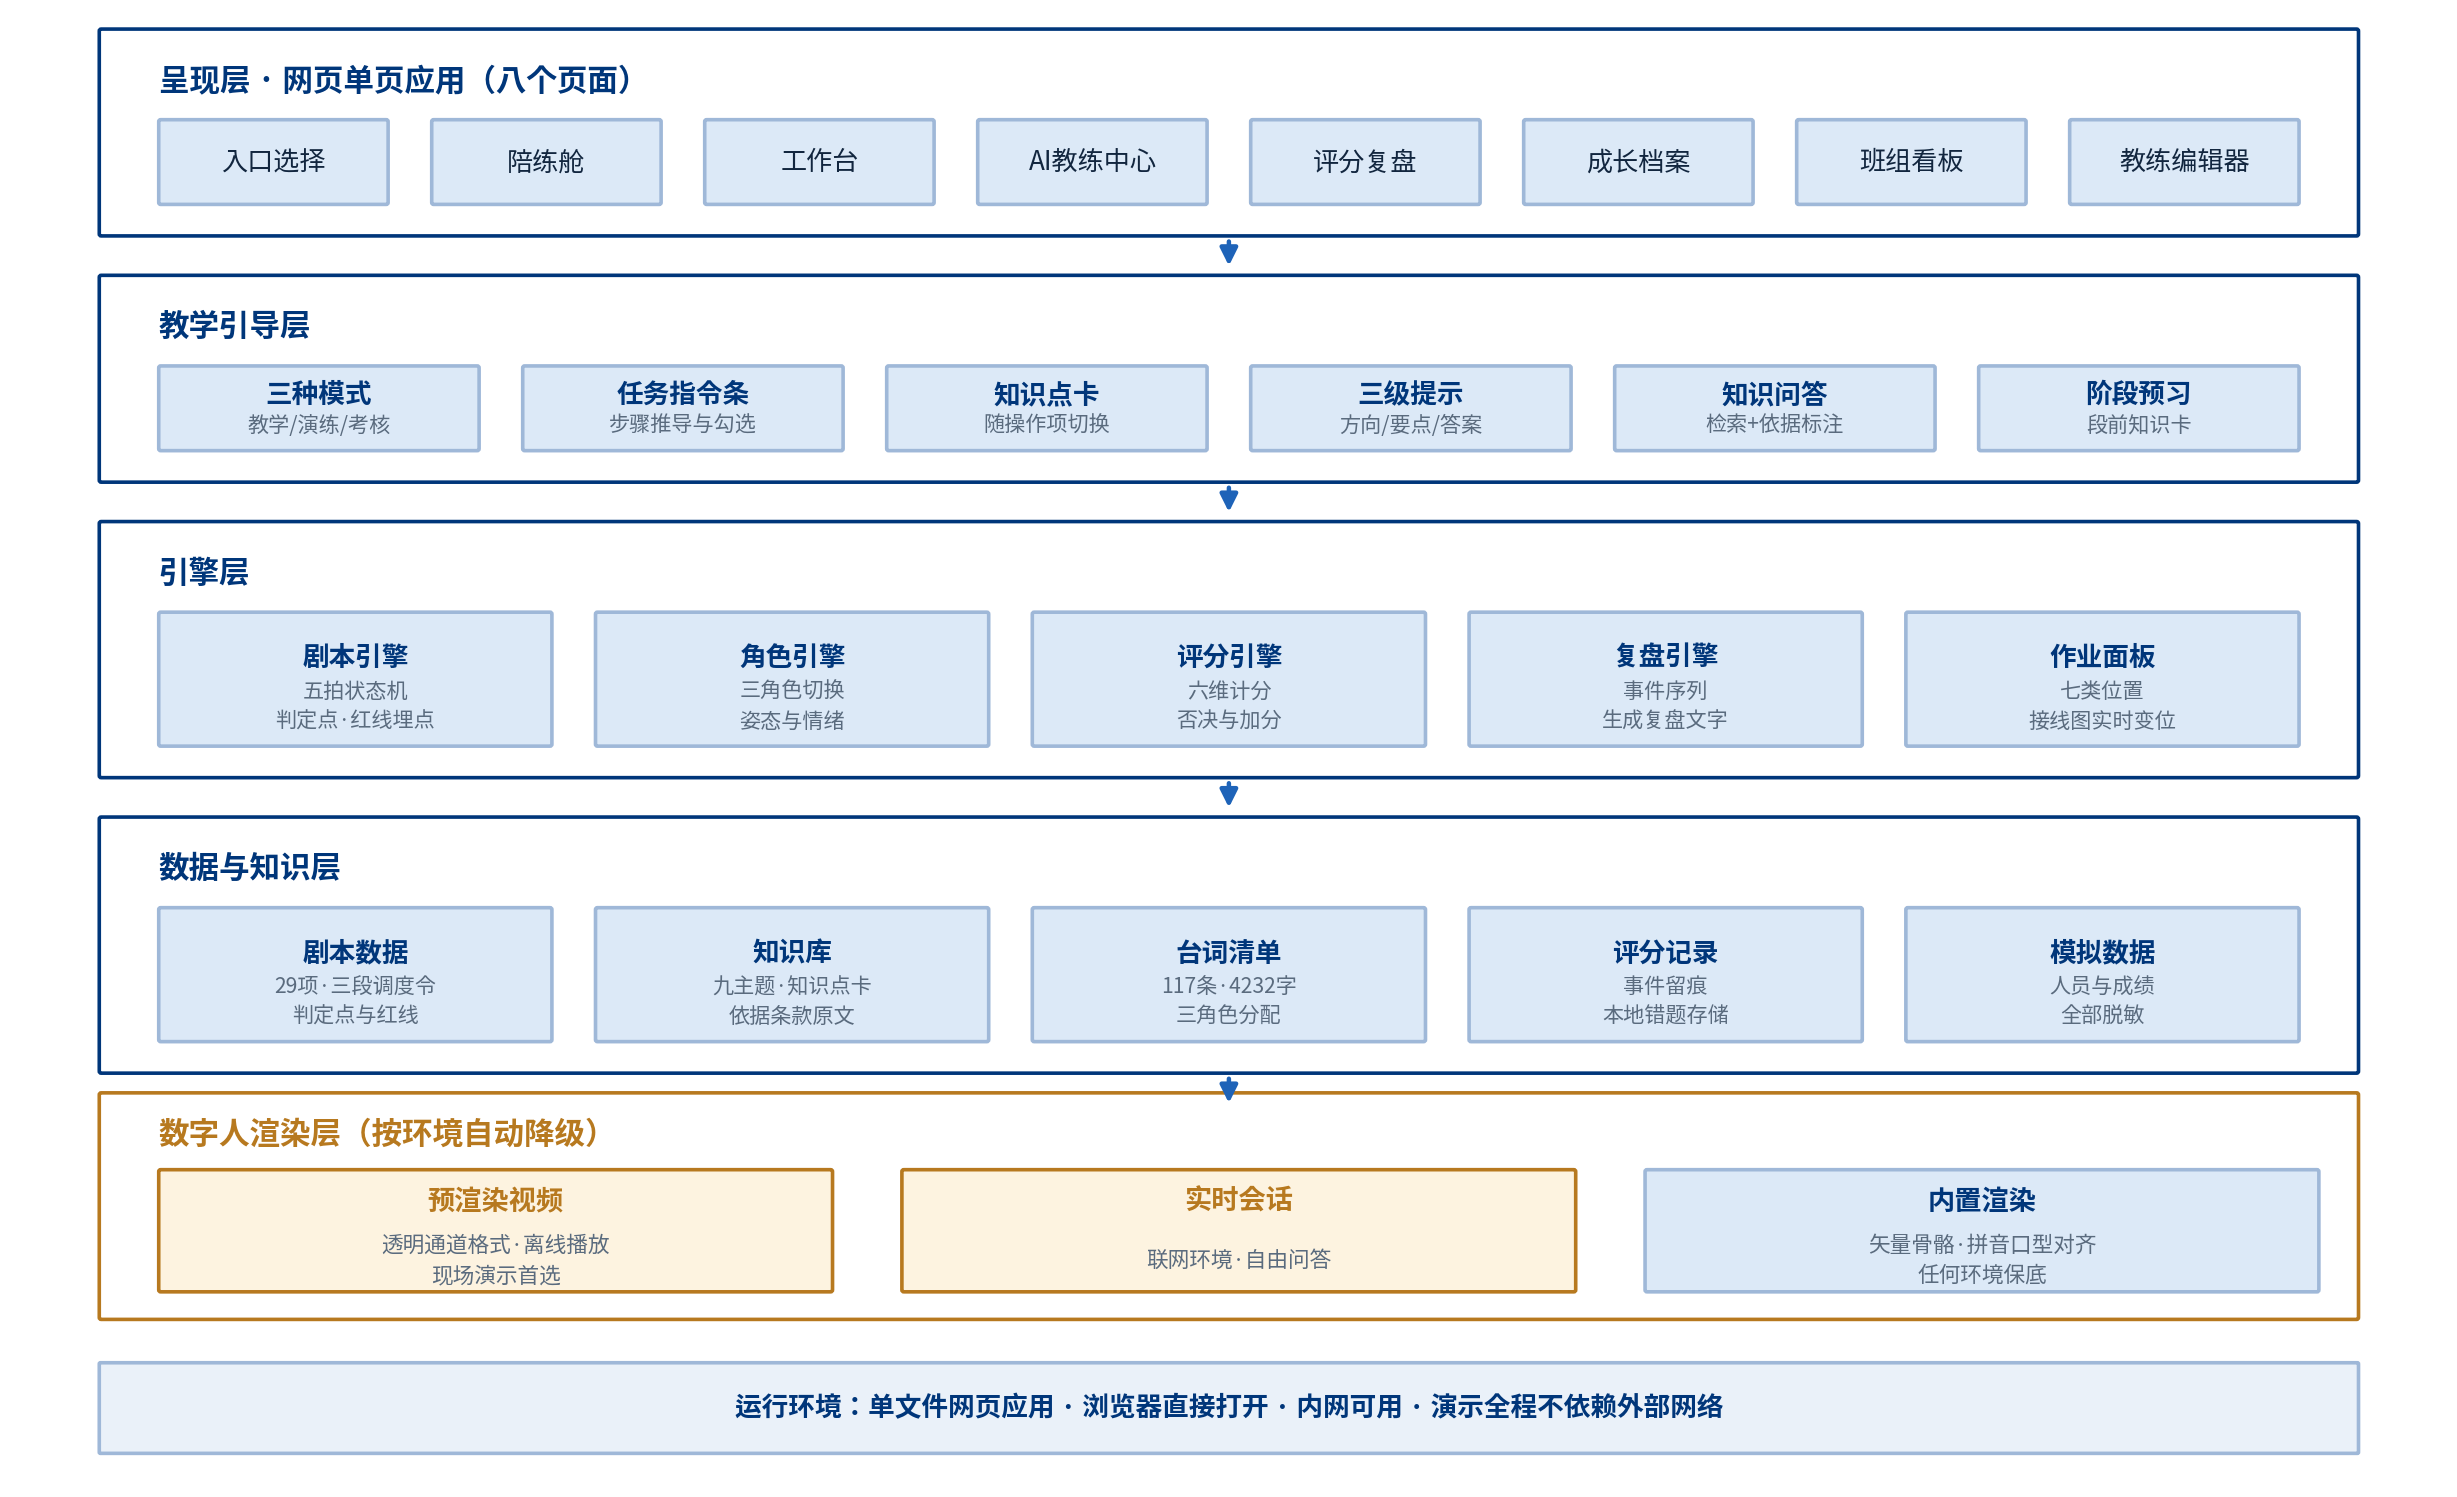 呈现层 · 网页单页应用（八个页面）
入口选择
陪练舱
工作台
AI教练中心
评分复盘
成长档案
班组看板
教练编辑器
教学引导层
三种模式
教学/演练/考核
任务指令条
步骤推导与勾选
知识点卡
随操作项切换
三级提示
方向/要点/答案
知识问答
检索+依据标注
阶段预习
段前知识卡
引擎层
剧本引擎
五拍状态机
判定点·红线埋点
角色引擎
三角色切换
姿态与情绪
评分引擎
六维计分
否决与加分
复盘引擎
事件序列
生成复盘文字
作业面板
七类位置
接线图实时变位
数据与知识层
剧本数据
29项·三段调度令
判定点与红线
知识库
九主题·知识点卡
依据条款原文
台词清单
117条·4232字
三角色分配
评分记录
事件留痕
本地错题存储
模拟数据
人员与成绩
全部脱敏
数字人渲染层（按环境自动降级）
预渲染视频
透明通道格式·离线播放
现场演示首选
实时会话
联网环境·自由问答
内置渲染
矢量骨骼·拼音口型对齐
任何环境保底
运行环境：单文件网页应用 · 浏览器直接打开 · 内网可用 · 演示全程不依赖外部网络